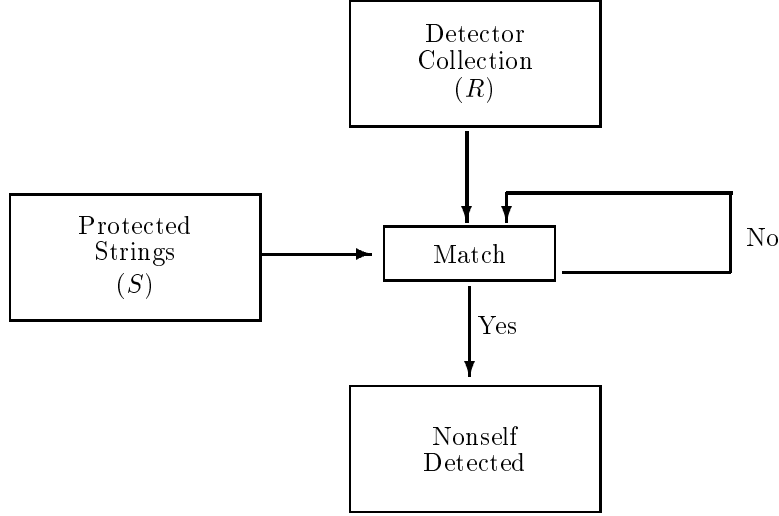 Detector
Collection
(R)
Protected
Strings
(S)
Match
No
Yes
Nonself
Detected